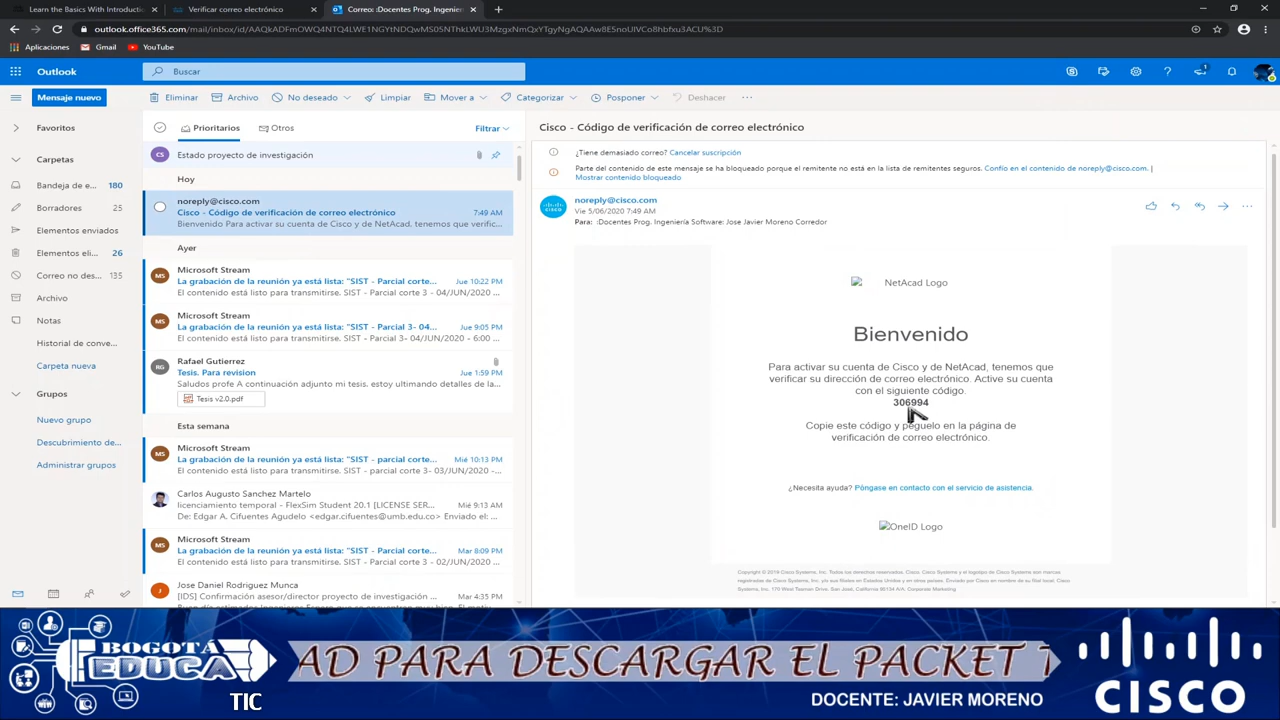 Learn the Basics With Introductio
Verificar correo electrónico
Correo: :Docentes Prog. Ingenier
outlook.office365.com/mail/inbox/id/
Aplicaciones
Gmail
YouTube
Outlook
Buscar
1
Mensaje nuevo
Eliminar
Archivo
No deseado
Limpiar
Mover a
Categorizar
Posponer
Deshacer
Favoritos
Carpetas
Bandeja de e... 180
Borradores 25
Elementos enviados
Elementos eli... 26
Correo no des... 135
Archivo
Notas
Historial de conve...
Carpeta nueva
Grupos
Nuevo grupo
Descubrimiento de...
Administrar grupos
Prioritarios
Otros
Filtrar
CS
Estado proyecto de investigación
Hoy
noreply@cisco.com
Cisco - Código de verificación de correo electrónico 7:49 AM
Bienvenido Para activar su cuenta de Cisco y de NetAcad, tenemos que verific...
Ayer
MS
Microsoft Stream
La grabación de la reunión ya está lista: "SIST - Parcial corte... Jue 10:22 PM
El contenido está listo para transmitirse. SIST - Parcial corte 3 - 04/JUN/2020 ...
MS
Microsoft Stream
La grabación de la reunión ya está lista: "SIST - Parcial 3- 04... Jue 9:05 PM
El contenido está listo para transmitirse. SIST - Parcial 3- 04/JUN/2020 - 6:00 ...
RG
Rafael Gutierrez
Tesis. Para revision Jue 1:59 PM
Saludos profe A continuación adjunto mi tesis. estoy ultimando detalles de la...
Tesis v2.0.pdf
Esta semana
MS
Microsoft Stream
La grabación de la reunión ya está lista: "SIST - parcial corte... Mié 10:13 PM
El contenido está listo para transmitirse. SIST - parcial corte 3- 03/JUN/2020 -...
Carlos Augusto Sanchez Martelo
licenciamiento temporal - FlexSim Student 20.1 [LICENSE SER... Mié 9:13 AM
De: Edgar A. Cifuentes Agudelo <edgar.cifuentes@umb.edu.co> Enviado el: ...
MS
Microsoft Stream
La grabación de la reunión ya está lista: "SIST - Parcial corte... Mar 8:09 PM
El contenido está listo para transmitirse. SIST - Parcial corte 3 - 02/JUN/2020 ...
J
Jose Daniel Rodriguez Munca
[IDS] Confirmación asesor/director proyecto de investigación ... Mar 4:35 PM
Cisco - Código de verificación de correo electrónico
¿Tiene demasiado correo? Cancelar suscripción
Parte del contenido de este mensaje se ha bloqueado porque el remitente no está en la lista de remitentes seguros. Confío en el contenido de noreply@cisco.com. |
Mostrar contenido bloqueado
CISCO
noreply@cisco.com
Vie 5/06/2020 7:49 AM
Para: :Docentes Prog. Ingeniería Software: Jose Javier Moreno Corredor
NetAcad Logo
Bienvenido
Para activar su cuenta de Cisco y de NetAcad, tenemos que
verificar su dirección de correo electrónico. Active su cuenta
con el siguiente código.
306994
Copie este código y péguelo en la página de
verificación de correo electrónico.
¿Necesita ayuda? Póngase en contacto con el servicio de asistencia.
OneID Logo
BOGOTA
EDUCA
TIC
AD PARA DESCARGAR EL PACKET T
DOCENTE: JAVIER MORENO
CISCO